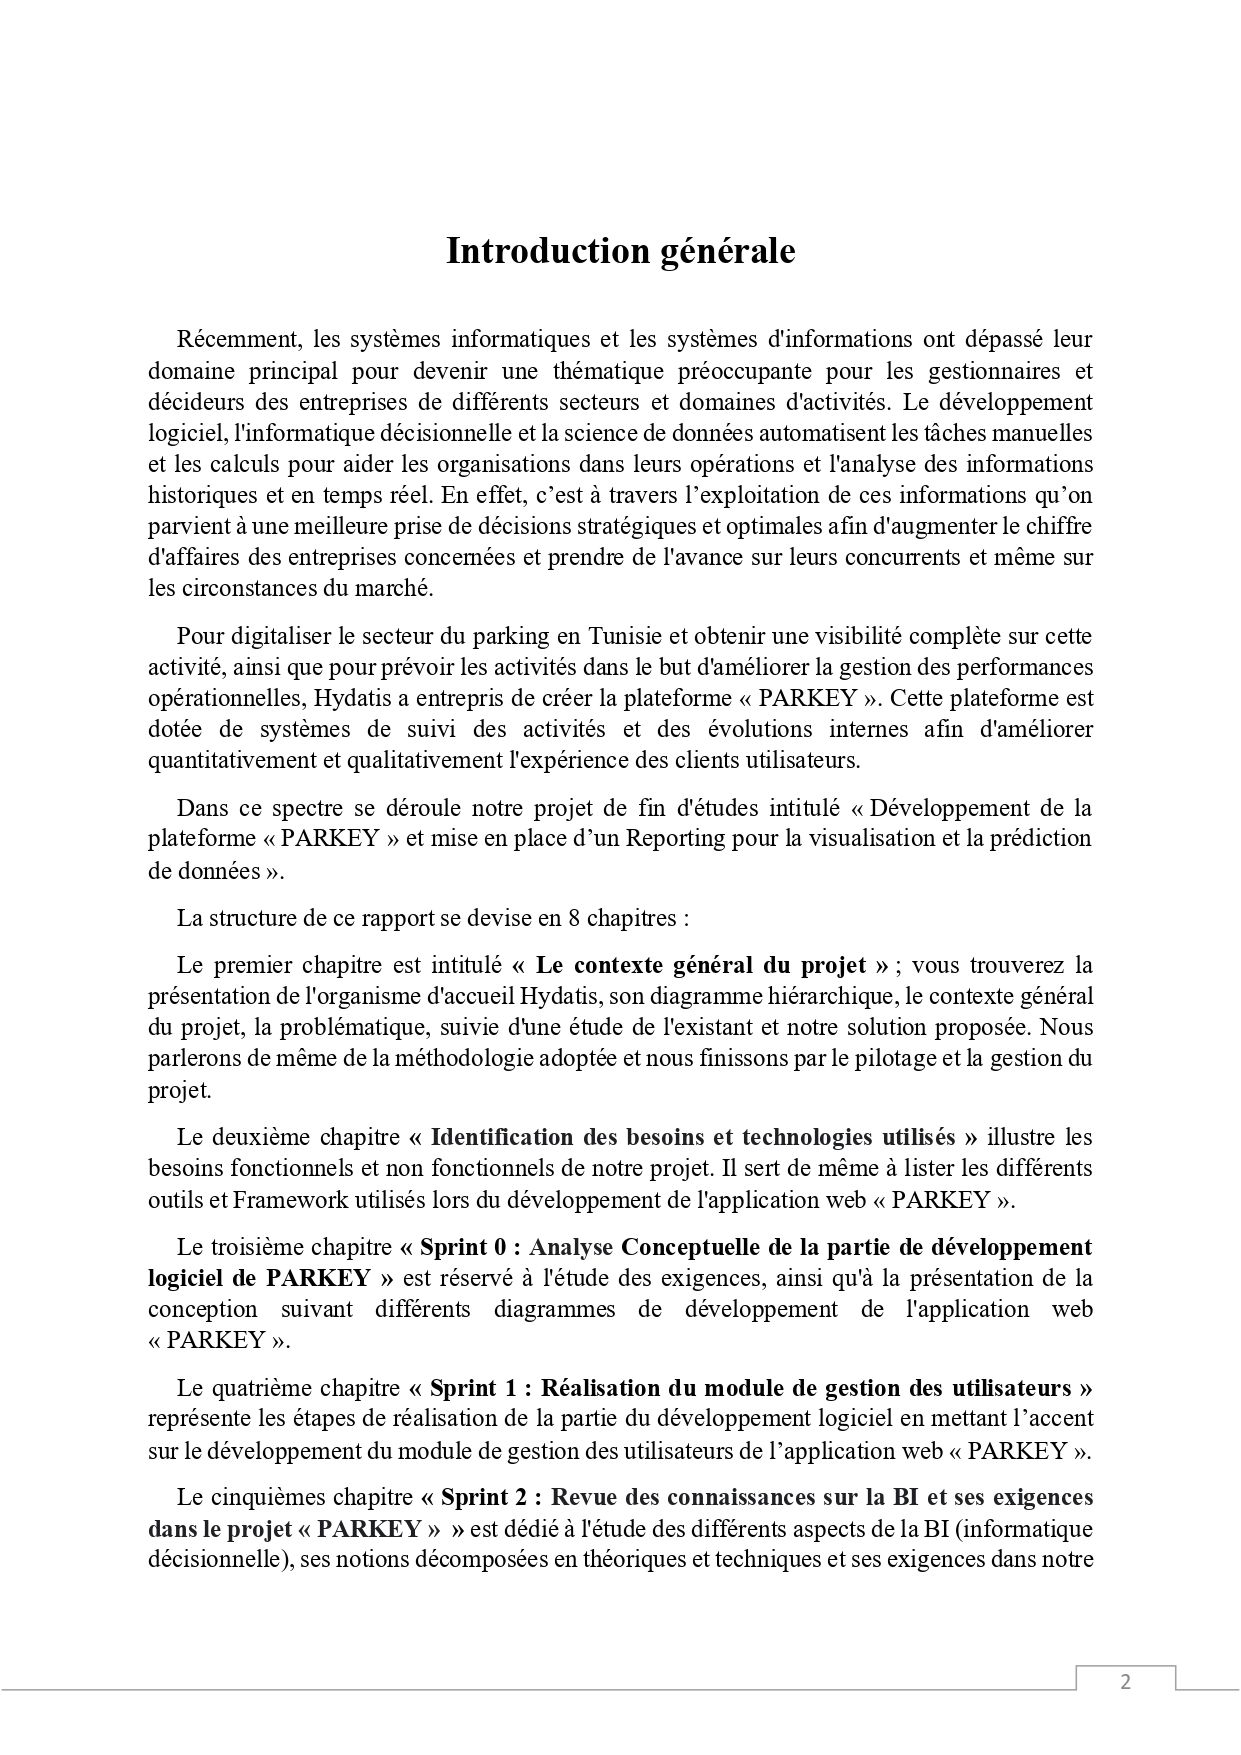 Introduction générale
Récemment, les systèmes informatiques et les systèmes d'informations ont dépassé leur
domaine principal pour devenir une thématique préoccupante pour les gestionnaires et
décideurs des entreprises de différents secteurs et domaines d'activités. Le développement
logiciel, l'informatique décisionnelle et la science de données automatisent les tâches manuelles
et les calculs pour aider les organisations dans leurs opérations et l'analyse des informations
historiques et en temps réel. En effet, c’est à travers l’exploitation de ces informations qu’on
parvient à une meilleure prise de décisions stratégiques et optimales afin d'augmenter le chiffre
d'affaires des entreprises concernées et prendre de l'avance sur leurs concurrents et même sur
les circonstances du marché.
Pour digitaliser le secteur du parking en Tunisie et obtenir une visibilité complète sur cette
activité, ainsi que pour prévoir les activités dans le but d'améliorer la gestion des performances
opérationnelles, Hydatis a entrepris de créer la plateforme « PARKEY ». Cette plateforme est
dotée de systèmes de suivi des activités et des évolutions internes afin d'améliorer
quantitativement et qualitativement l'expérience des clients utilisateurs.
Dans ce spectre se déroule notre projet de fin d'études intitulé « Développement de la
plateforme « PARKEY » et mise en place d’un Reporting pour la visualisation et la prédiction
de données ».
La structure de ce rapport se devise en 8 chapitres :
Le premier chapitre est intitulé « Le contexte général du projet » ; vous trouverez la
présentation de l'organisme d'accueil Hydatis, son diagramme hiérarchique, le contexte général
du projet, la problématique, suivie d'une étude de l'existant et notre solution proposée. Nous
parlerons de même de la méthodologie adoptée et nous finissons par le pilotage et la gestion du
projet.
Le deuxième chapitre « Identification des besoins et technologies utilisés » illustre les
besoins fonctionnels et non fonctionnels de notre projet. Il sert de même à lister les différents
outils et Framework utilisés lors du développement de l'application web « PARKEY ».
Le troisième chapitre « Sprint 0 : Analyse Conceptuelle de la partie de développement
logiciel de PARKEY » est réservé à l'étude des exigences, ainsi qu'à la présentation de la
conception suivant différents diagrammes de développement de l'application web
« PARKEY ».
Le quatrième chapitre « Sprint 1 : Réalisation du module de gestion des utilisateurs »
représente les étapes de réalisation de la partie du développement logiciel en mettant l’accent
sur le développement du module de gestion des utilisateurs de l’application web « PARKEY ».
Le cinquièmes chapitre « Sprint 2 : Revue des connaissances sur la BI et ses exigences
dans le projet « PARKEY » » est dédié à l'étude des différents aspects de la BI (informatique
décisionnelle), ses notions décomposées en théoriques et techniques et ses exigences dans notre
2